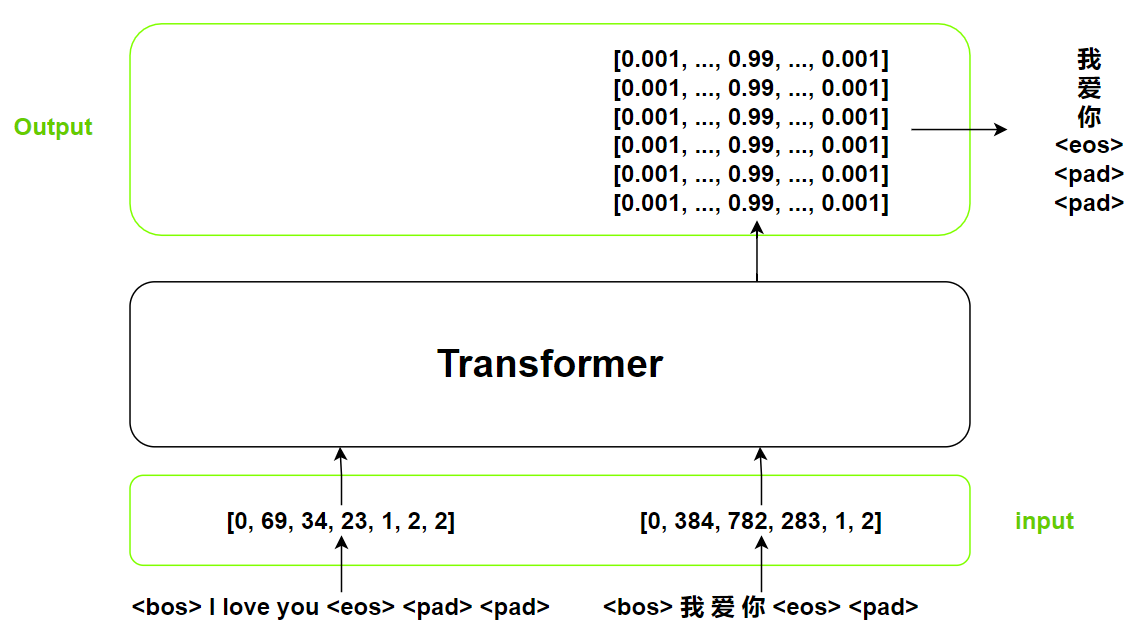 Output
[0.001, ..., 0.99, ..., 0.001]
[0.001, ..., 0.99, ..., 0.001]
[0.001, ..., 0.99, ..., 0.001]
[0.001, ..., 0.99, ..., 0.001]
[0.001, ..., 0.99, ..., 0.001]
[0.001, ..., 0.99, ..., 0.001]
我
爱
你
<eos>
<pad>
<pad>
Transformer
[0, 69, 34, 23, 1, 2, 2]
[0, 384, 782, 283, 1, 2]
input
<bos> I love you <eos> <pad> <pad>
<bos> 我 爱 你 <eos> <pad>